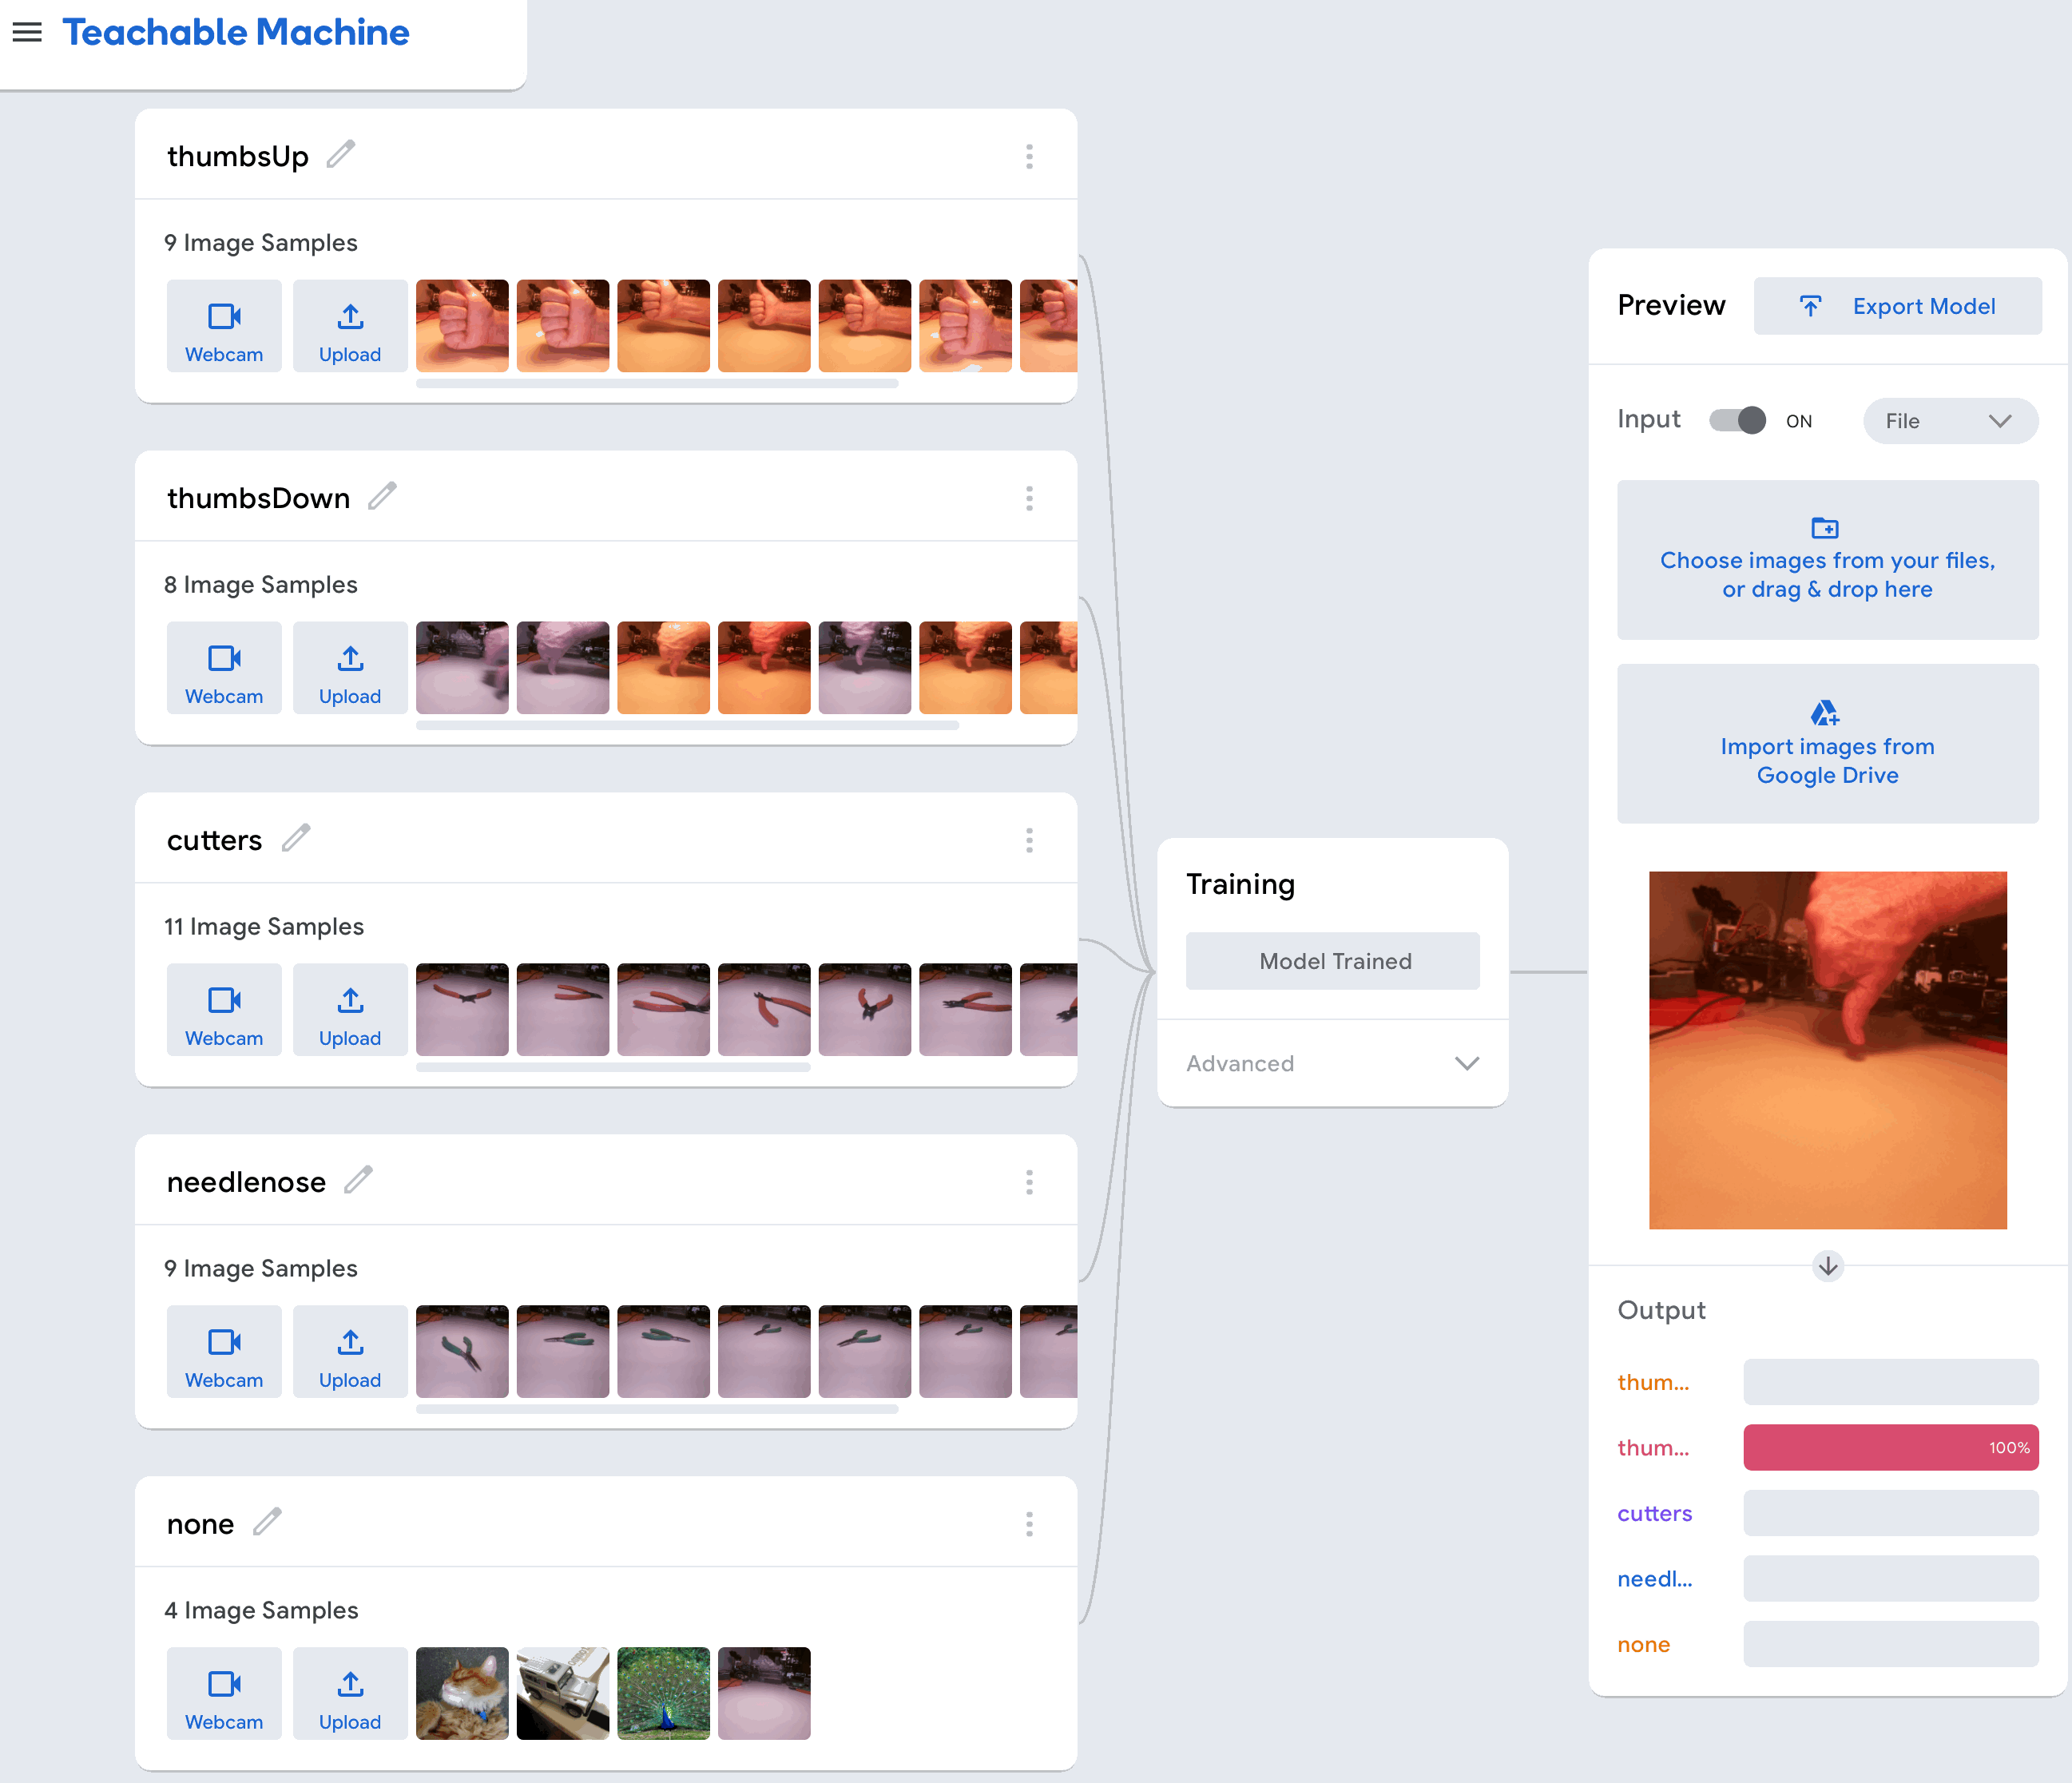 Teachable Machine
thumbsUp
9 Image Samples
Webcam
Upload
thumbsDown
8 Image Samples
Webcam
Upload
cutters
11 Image Samples
Webcam
Upload
needlenose
9 Image Samples
Webcam
Upload
none
4 Image Samples
Webcam
Upload
Training
Model Trained
Advanced
Preview
Export Model
Input
ON
File
Choose images from your files,
or drag & drop here
Import images from
Google Drive
Output
thum...
thum...
100%
cutters
needl...
none